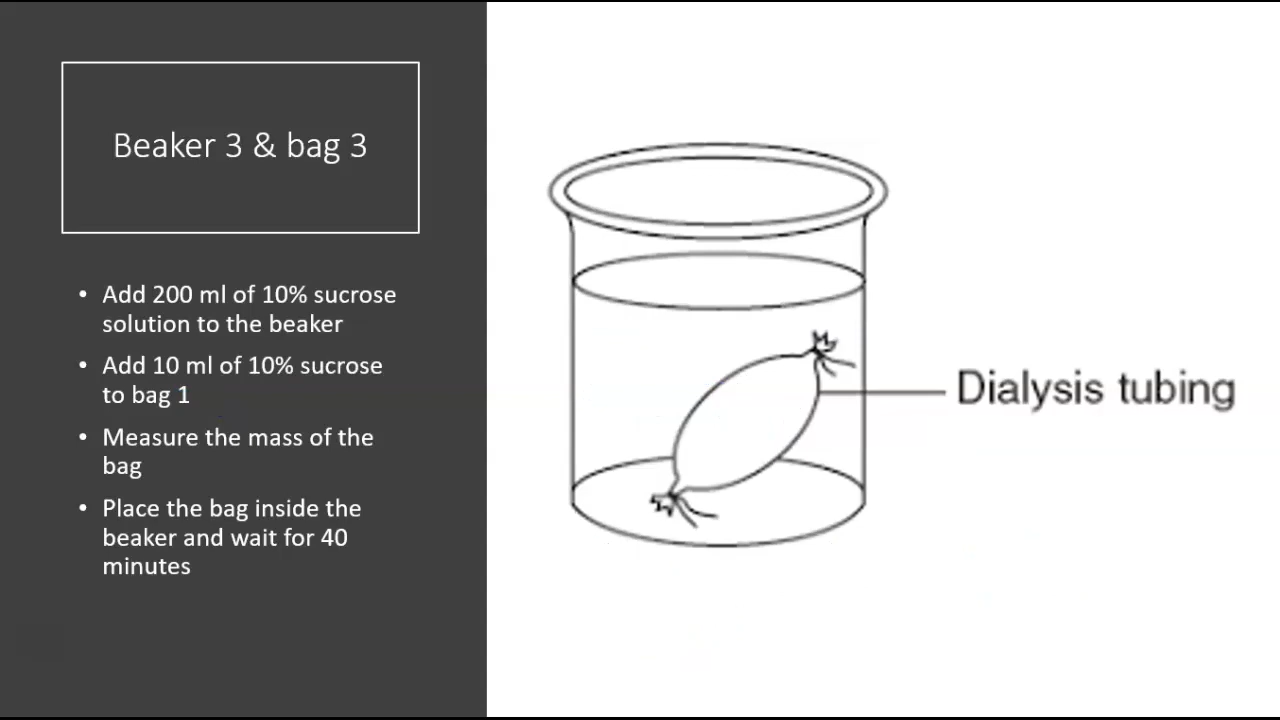 Beaker 3 & bag 3
• Add 200 ml of 10% sucrose
solution to the beaker
• Add 10 ml of 10% sucrose
to bag 1
• Measure the mass of the
bag
• Place the bag inside the
beaker and wait for 40
minutes
Dialysis tubing